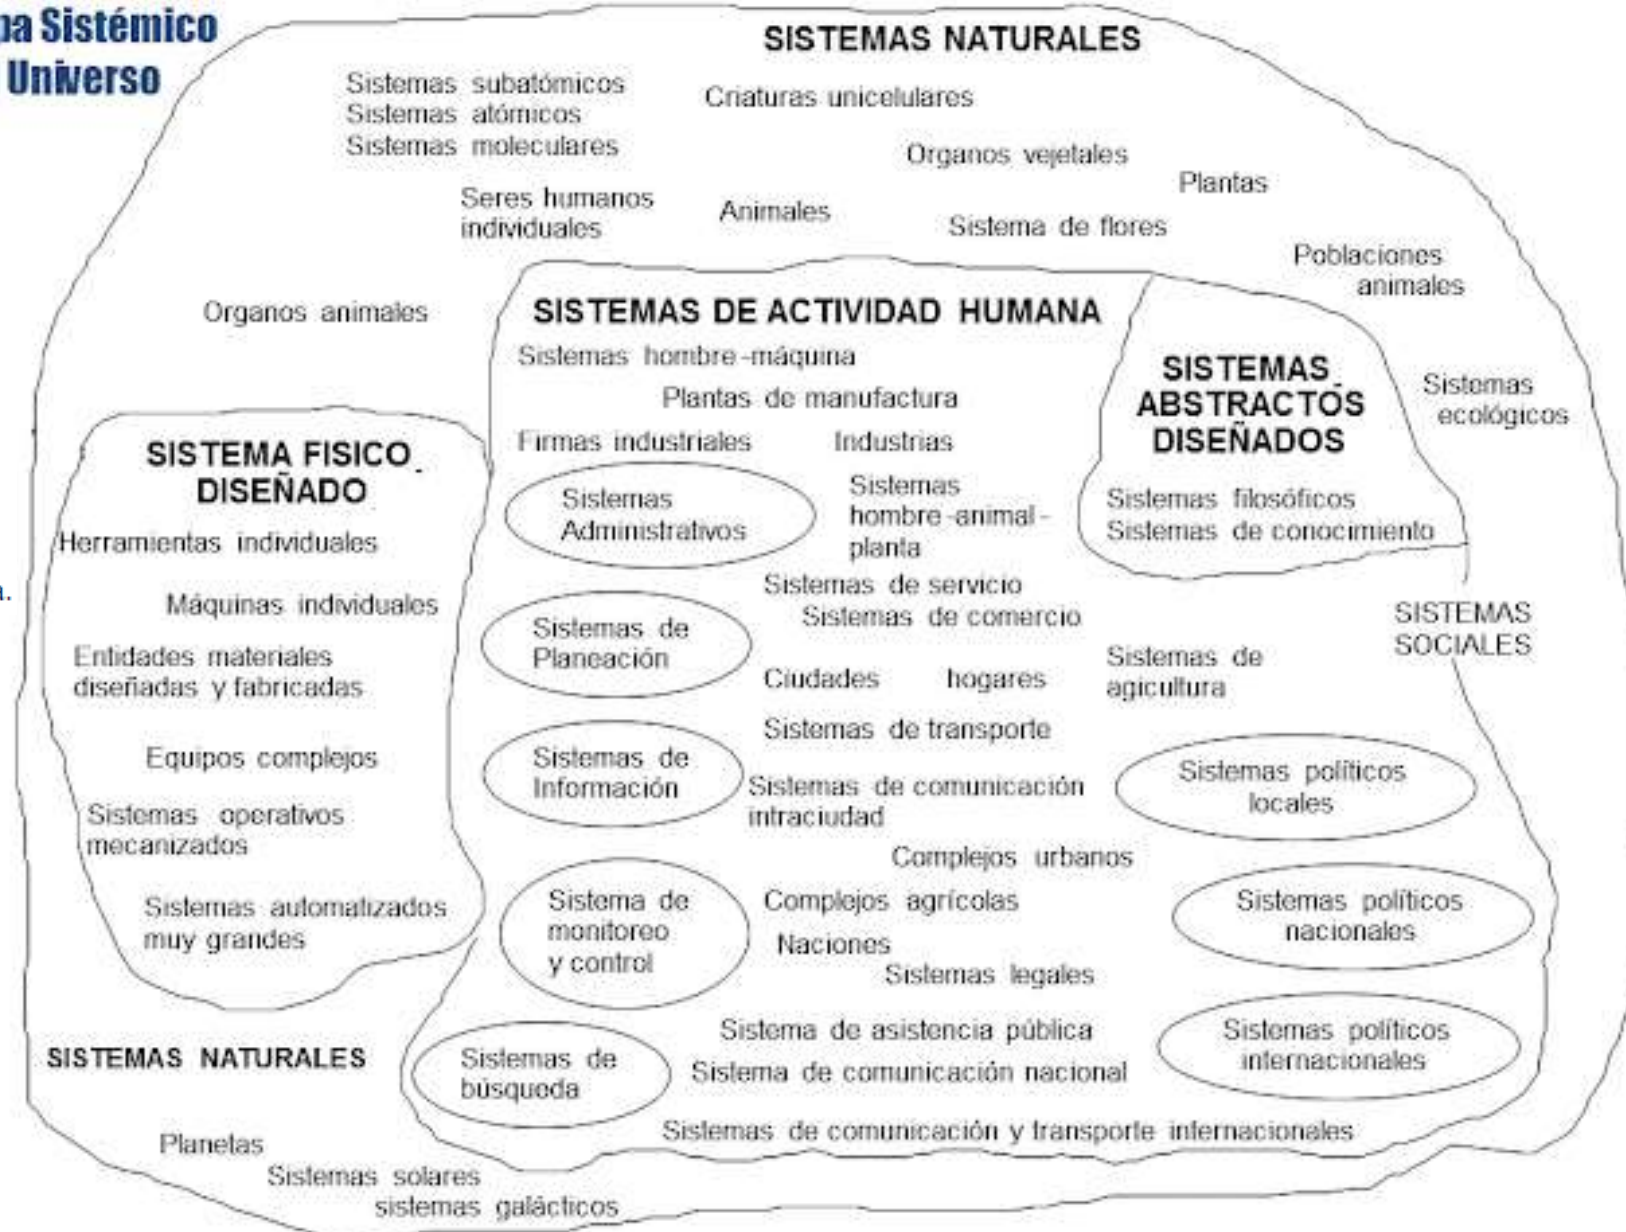 pa Sistémico
Universo
SISTEMAS NATURALES
Sistemas subatómicos
Sistemas atómicos
Sistemas moleculares
Criaturas unicelulares
Organos vejetales
Plantas
Seres humanos
individuales
Animales
Sistema de flores
Poblaciones
animales
Organos animales
Sistemas
ecológicos
SISTEMAS DE ACTIVIDAD HUMANA
Sistemas hombre-máquina
Plantas de manufactura
Firmas industriales
Industrias
Sistemas
Administrativos
Sistemas
hombre-animal-
planta
Sistemas de servicio
Sistemas de comercio
Sistemas de
Planeación
Ciudades hogares
Sistemas de
agicultura
Sistemas de transporte
Sistemas de
Información
Sistemas de comunicación
intraciudad
Sistemas políticos
locales
Complejos urbanos
Sistema de
monitoreo
y control
Complejos agrícolas
Naciones
Sistemas legales
Sistemas políticos
nacionales
Sistema de asistencia pública
Sistemas de
búsqueda
Sistema de comunicación nacional
Sistemas políticos
internacionales
Sistemas de comunicación y transporte internacionales
SISTEMAS
ABSTRACTOS
DISEÑADOS
Sistemas filosóficos
Sistemas de conocimiento
SISTEMAS
SOCIALES
SISTEMA FISICO
DISEÑADO
Herramientas individuales
Máquinas individuales
Entidades materiales
diseñadas y fabricadas
Equipos complejos
Sistemas operativos
mecanizados
Sistemas automatizados
muy grandes
SISTEMAS NATURALES
Planetas
Sistemas solares
sistemas galácticos